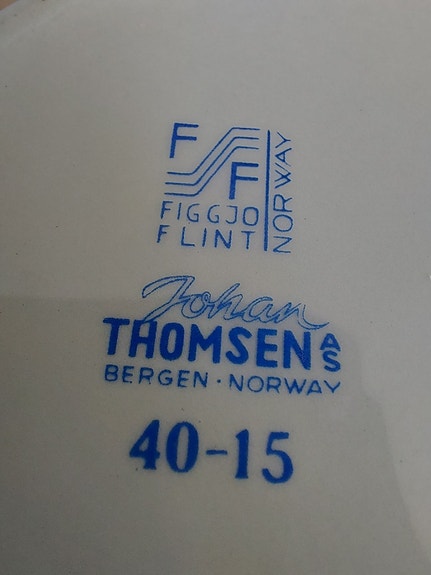 FF
FIGGJO
FLINT
NORWAY
Johan
THOMSEN AS
BERGEN · NORWAY
40-15